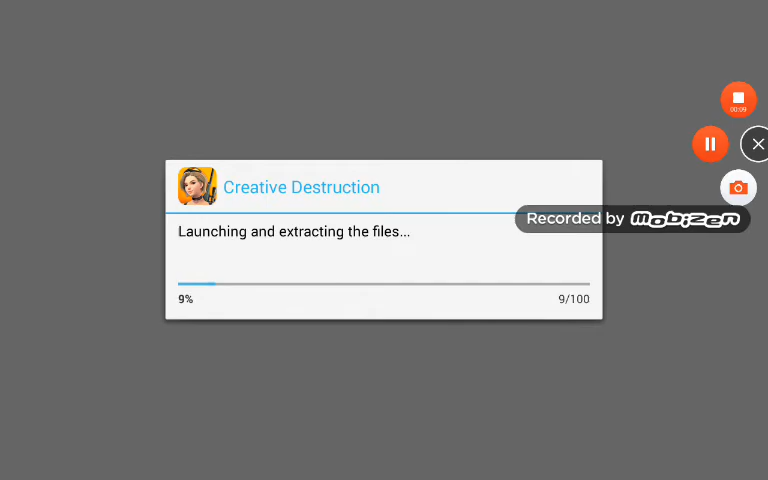 00:09
Creative Destruction
Recorded by mobizen
Launching and extracting the files...
9%
9/100